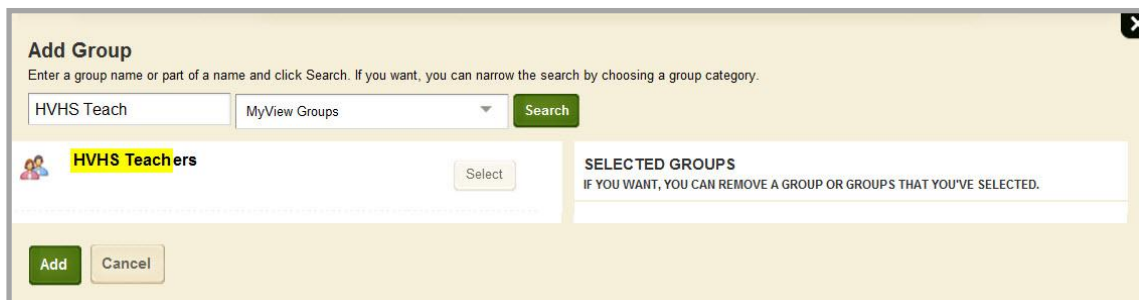 Add Group
Enter a group name or part of a name and click Search. If you want, you can narrow the search by choosing a group category.
HVHS Teach MyView Groups Search
HVHS Teachers
Select
SELECTED GROUPS
IF YOU WANT, YOU CAN REMOVE A GROUP OR GROUPS THAT YOU'VE SELECTED.
Add Cancel